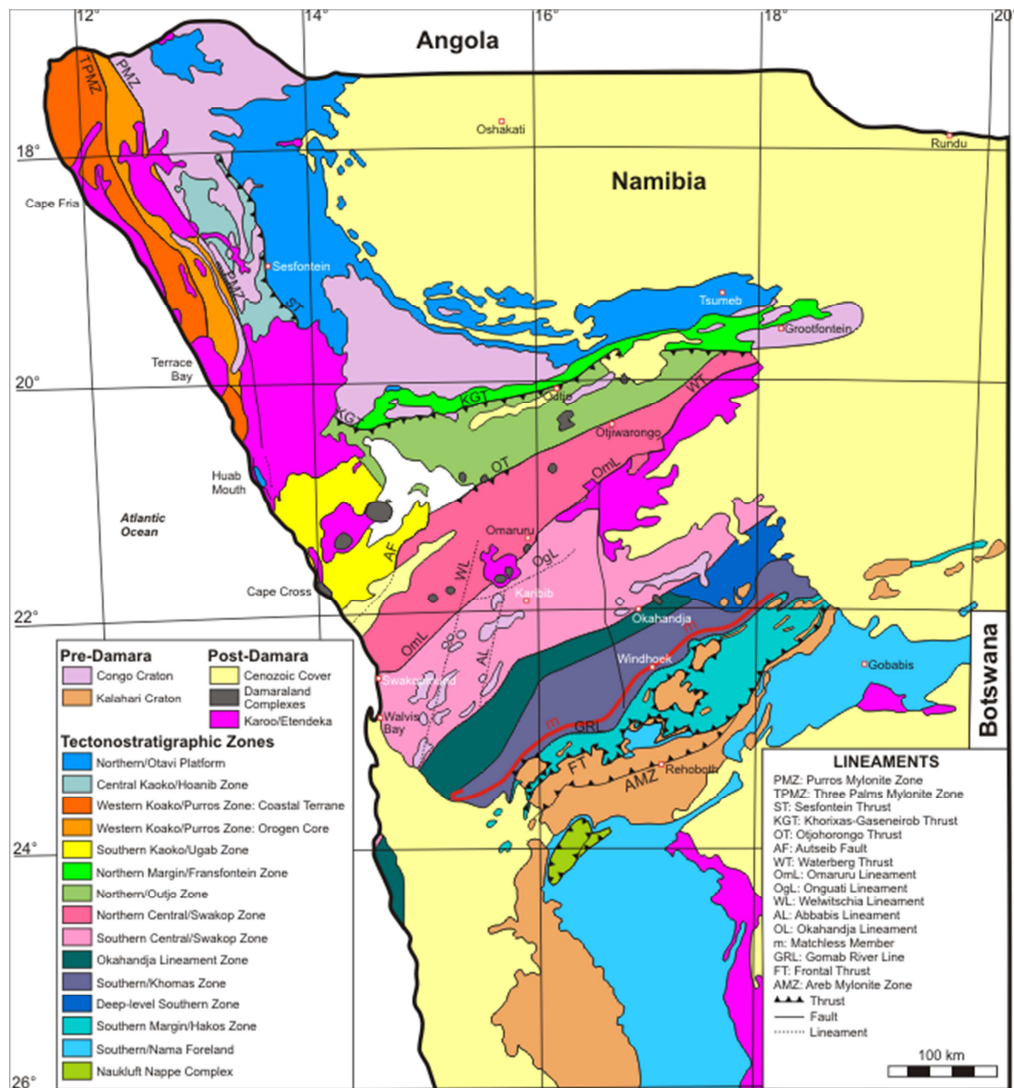 12°
14°
16°
18°
20°
Angola
TPMZ
PMZ
Oshakati
Rundu
18°
Namibia
Cape Fria
Sesfontein
PMZ
ST
Tsumeb
Grootfontein
Terrace
Bay
20°
KGT
KGT
Odtjo
WT
Otjiwarongo
OT
OmL
Huab
Mouth
Atlantic
Ocean
Omaruru
AF
WL
OgL
Cape Cross
Karibib
22°
OmL
AL
Okahandja
m
Windhoek
Gobabis
Swakopmund
Walvis
Bay
m
GRL
FT
AMZ
Rehoboth
Botswana
24°
26°
Pre-Damara
Congo Craton
Kalahari Craton
Post-Damara
Cenozoic Cover
Damaraland
Complexes
Karoo/Etendeka
Tectonostratigraphic Zones
Northern/Otavi Platform
Central Kaoko/Hoanib Zone
Western Koako/Purros Zone: Coastal Terrane
Western Koako/Purros Zone: Orogen Core
Southern Kaoko/Ugab Zone
Northern Margin/Fransfontein Zone
Northern/Outjo Zone
Northern Central/Swakop Zone
Southern Central/Swakop Zone
Okahandja Lineament Zone
Southern/Khomas Zone
Deep-level Southern Zone
Southern Margin/Hakos Zone
Southern/Nama Foreland
Naukluft Nappe Complex
LINEAMENTS
PMZ: Purros Mylonite Zone
TPMZ: Three Palms Mylonite Zone
ST: Sesfontein Thrust
KGT: Khorixas-Gaseneirob Thrust
OT: Otjohorongo Thrust
AF: Autseib Fault
WT: Waterberg Thrust
OmL: Omaruru Lineament
OgL: Onguati Lineament
WL: Welwitschia Lineament
AL: Abbabis Lineament
OL: Okahandja Lineament
m: Matchless Member
GRL: Gomab River Line
FT: Frontal Thrust
AMZ: Areb Mylonite Zone
Thrust
Fault
Lineament
100 km